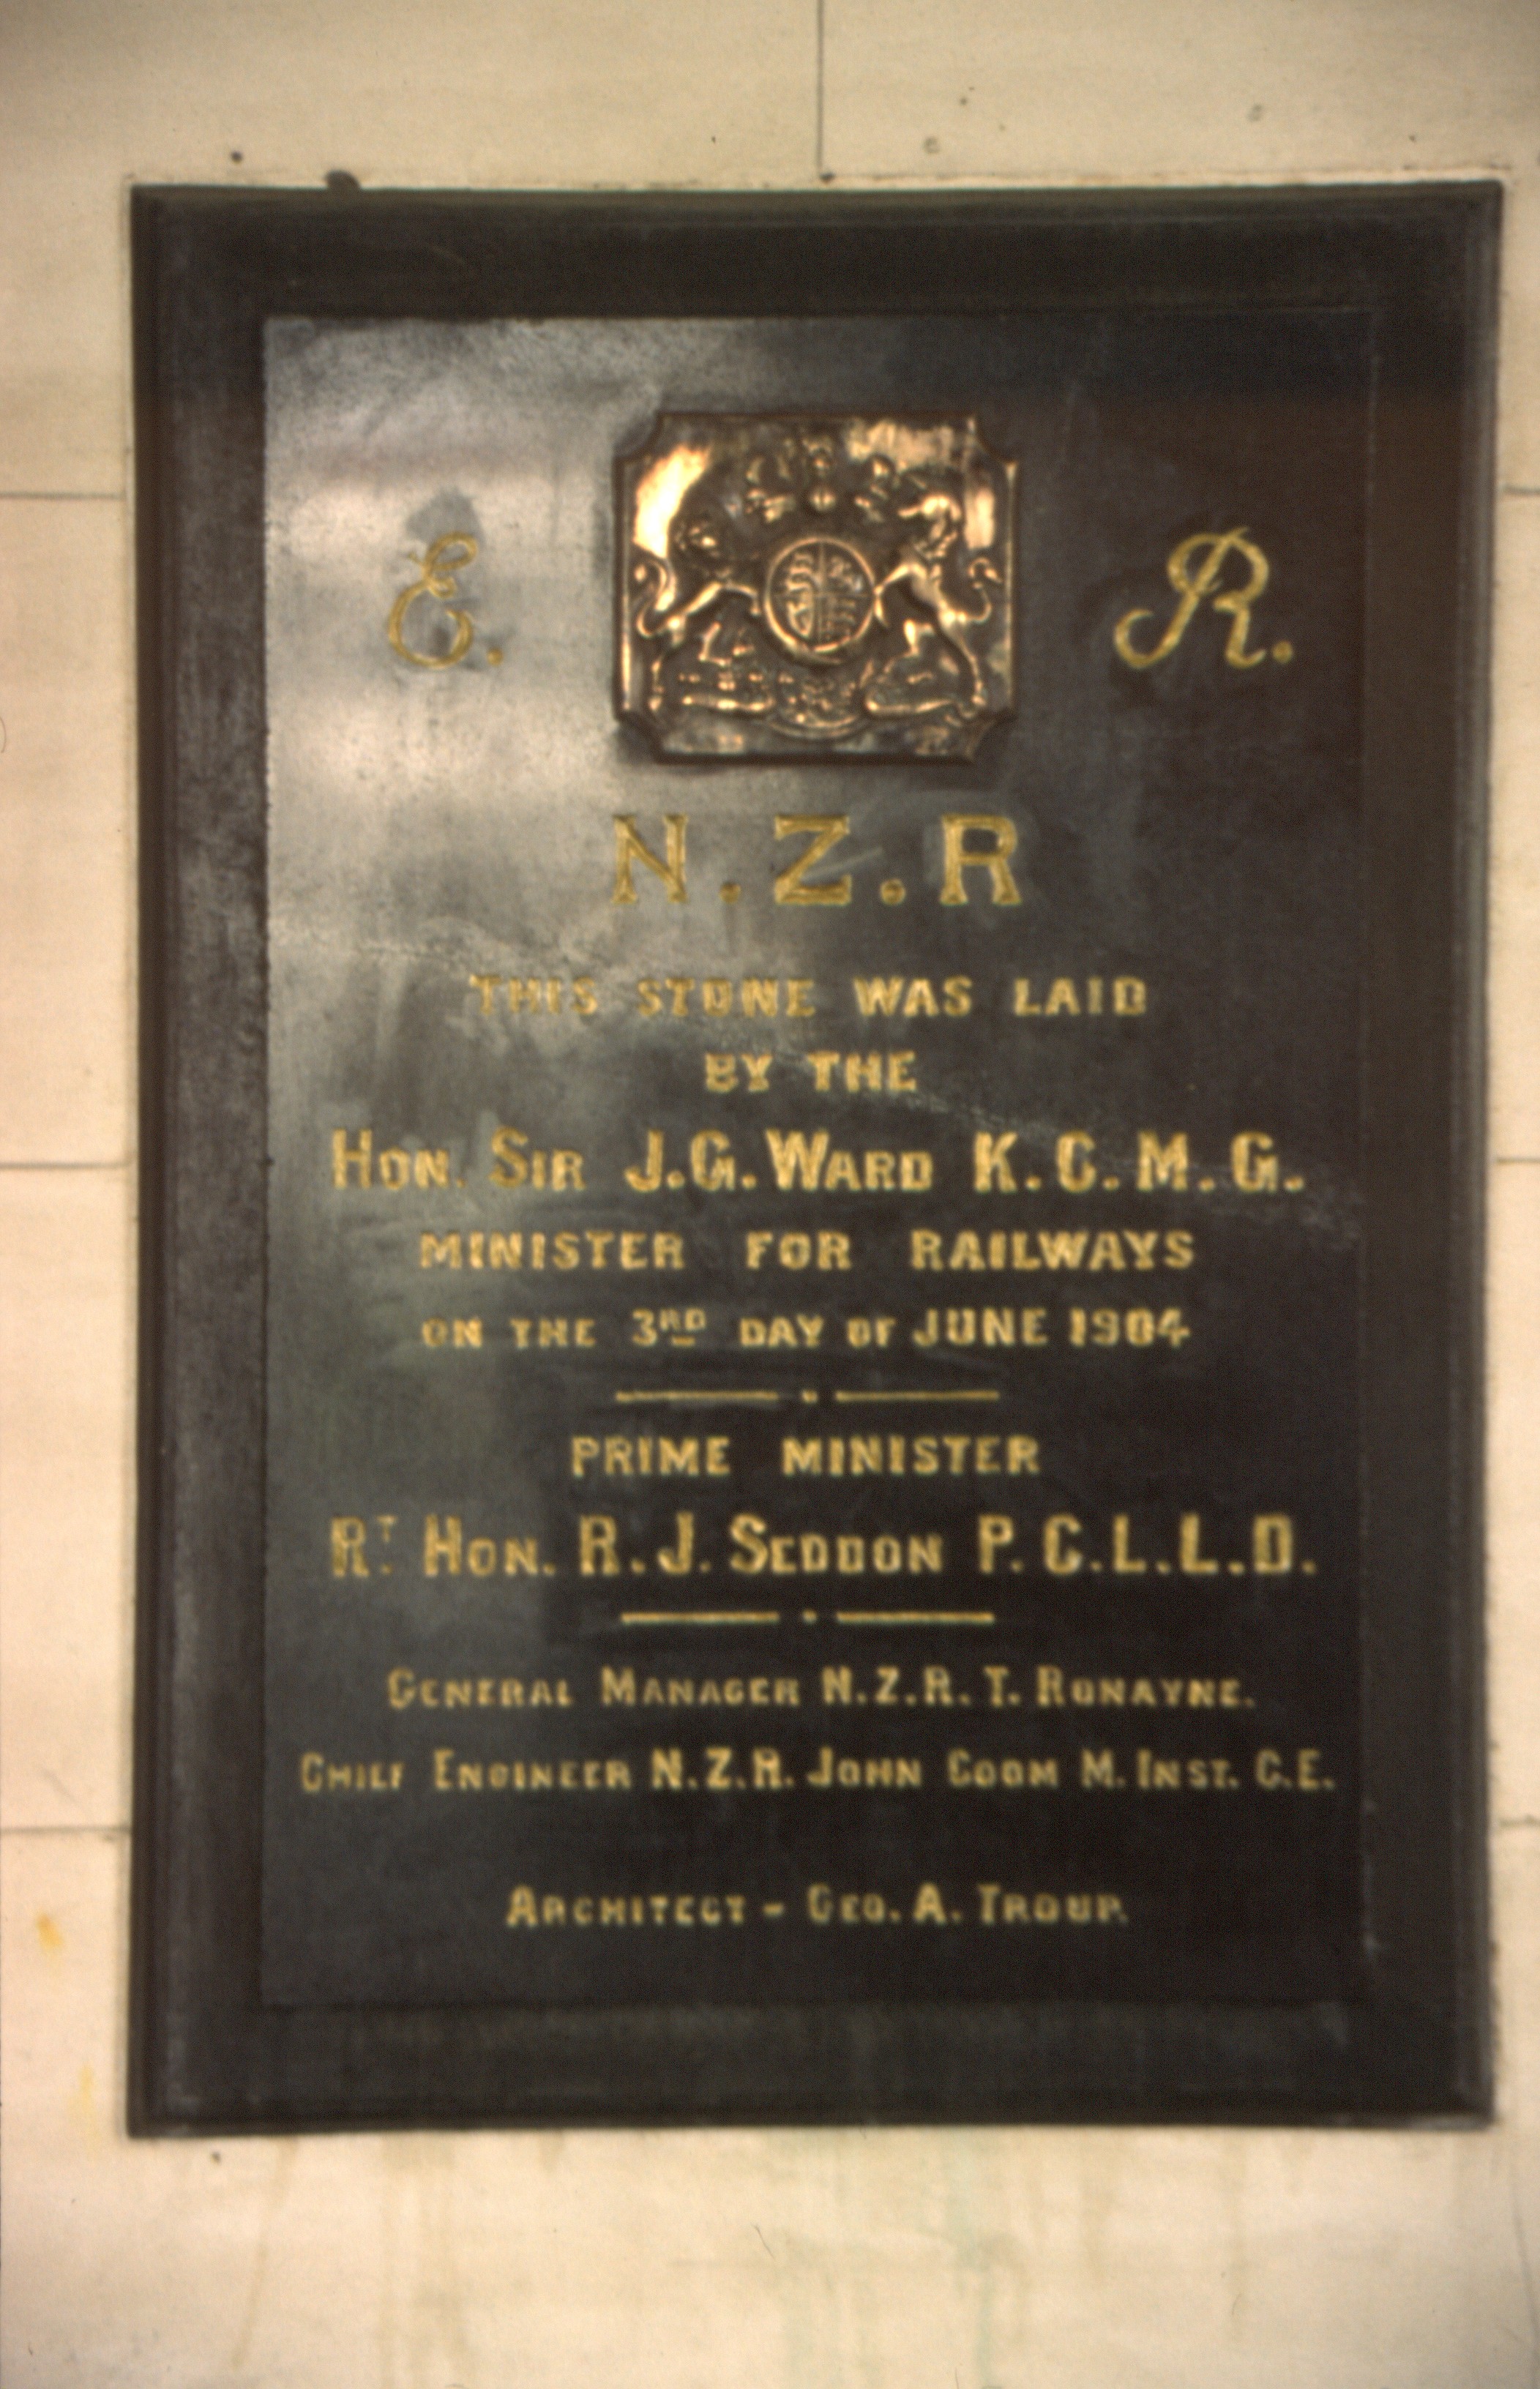 E. R.
N.Z.R
THIS STONE WAS LAID
BY THE
HON. SIR J.G. WARD K.C.M.G.
MINISTER FOR RAILWAYS
ON THE 3RD DAY OF JUNE 1904
PRIME MINISTER
RT HON. R.J. SEDDON P.C.L.L.D.
GENERAL MANAGER N.Z.R. T. RONAYNE.
CHIEF ENGINEER N.Z.R. JOHN COOM M. INST. C.E.
ARCHITECT - GEO. A. TROUP.